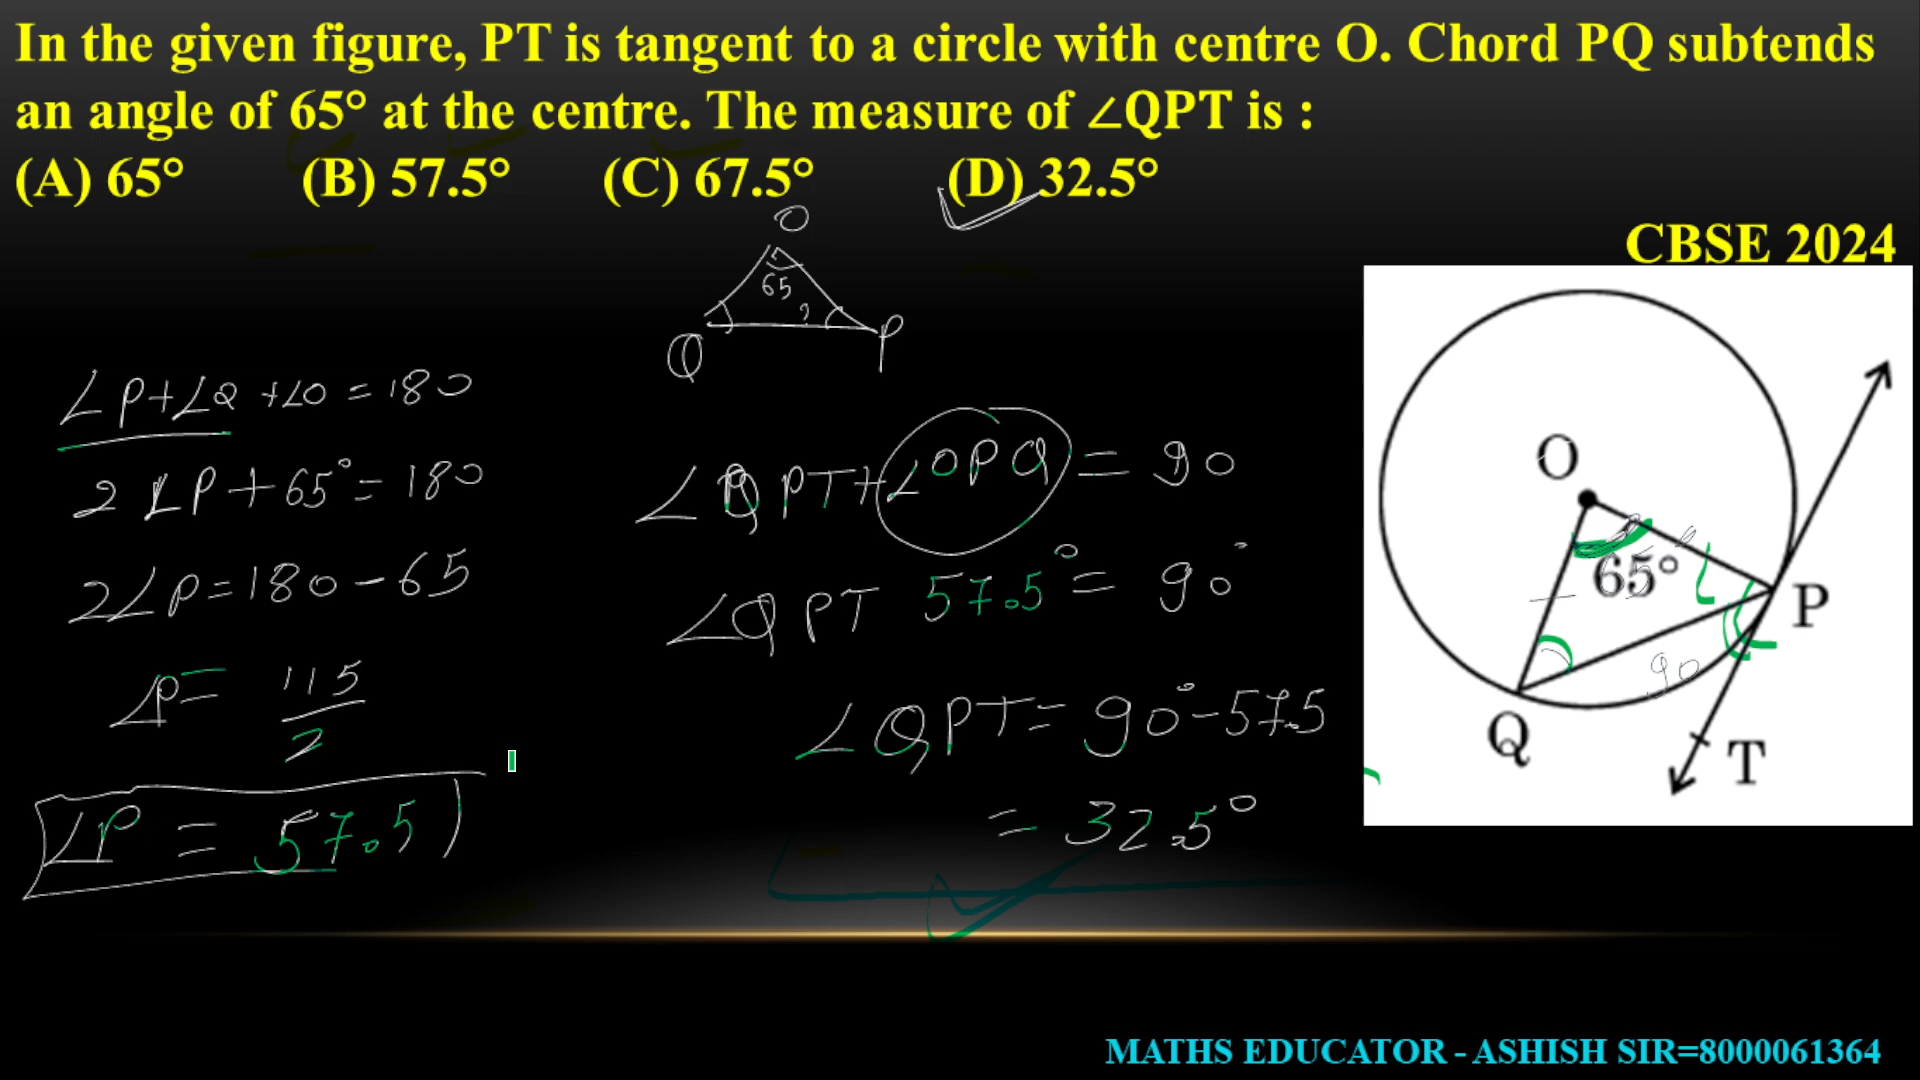 In the given figure, PT is tangent to a circle with centre O. Chord PQ subtends
an angle of 65° at the centre. The measure of ∠QPT is :
(A) 65° (B) 57.5° (C) 67.5° (D) 32.5°
CBSE 2024
O
65
?
Q P
∠P+∠Q+∠O=180
2∠P+65°=180
2∠P=180-65
∠P= 115/2
∠P = 57.5
∠QPT+∠OPQ=90
∠QPT 57.5°=90°
∠QPT=90°-57.5
= 32.5°
O
65°
P
90
Q
T
MATHS EDUCATOR - ASHISH SIR=8000061364